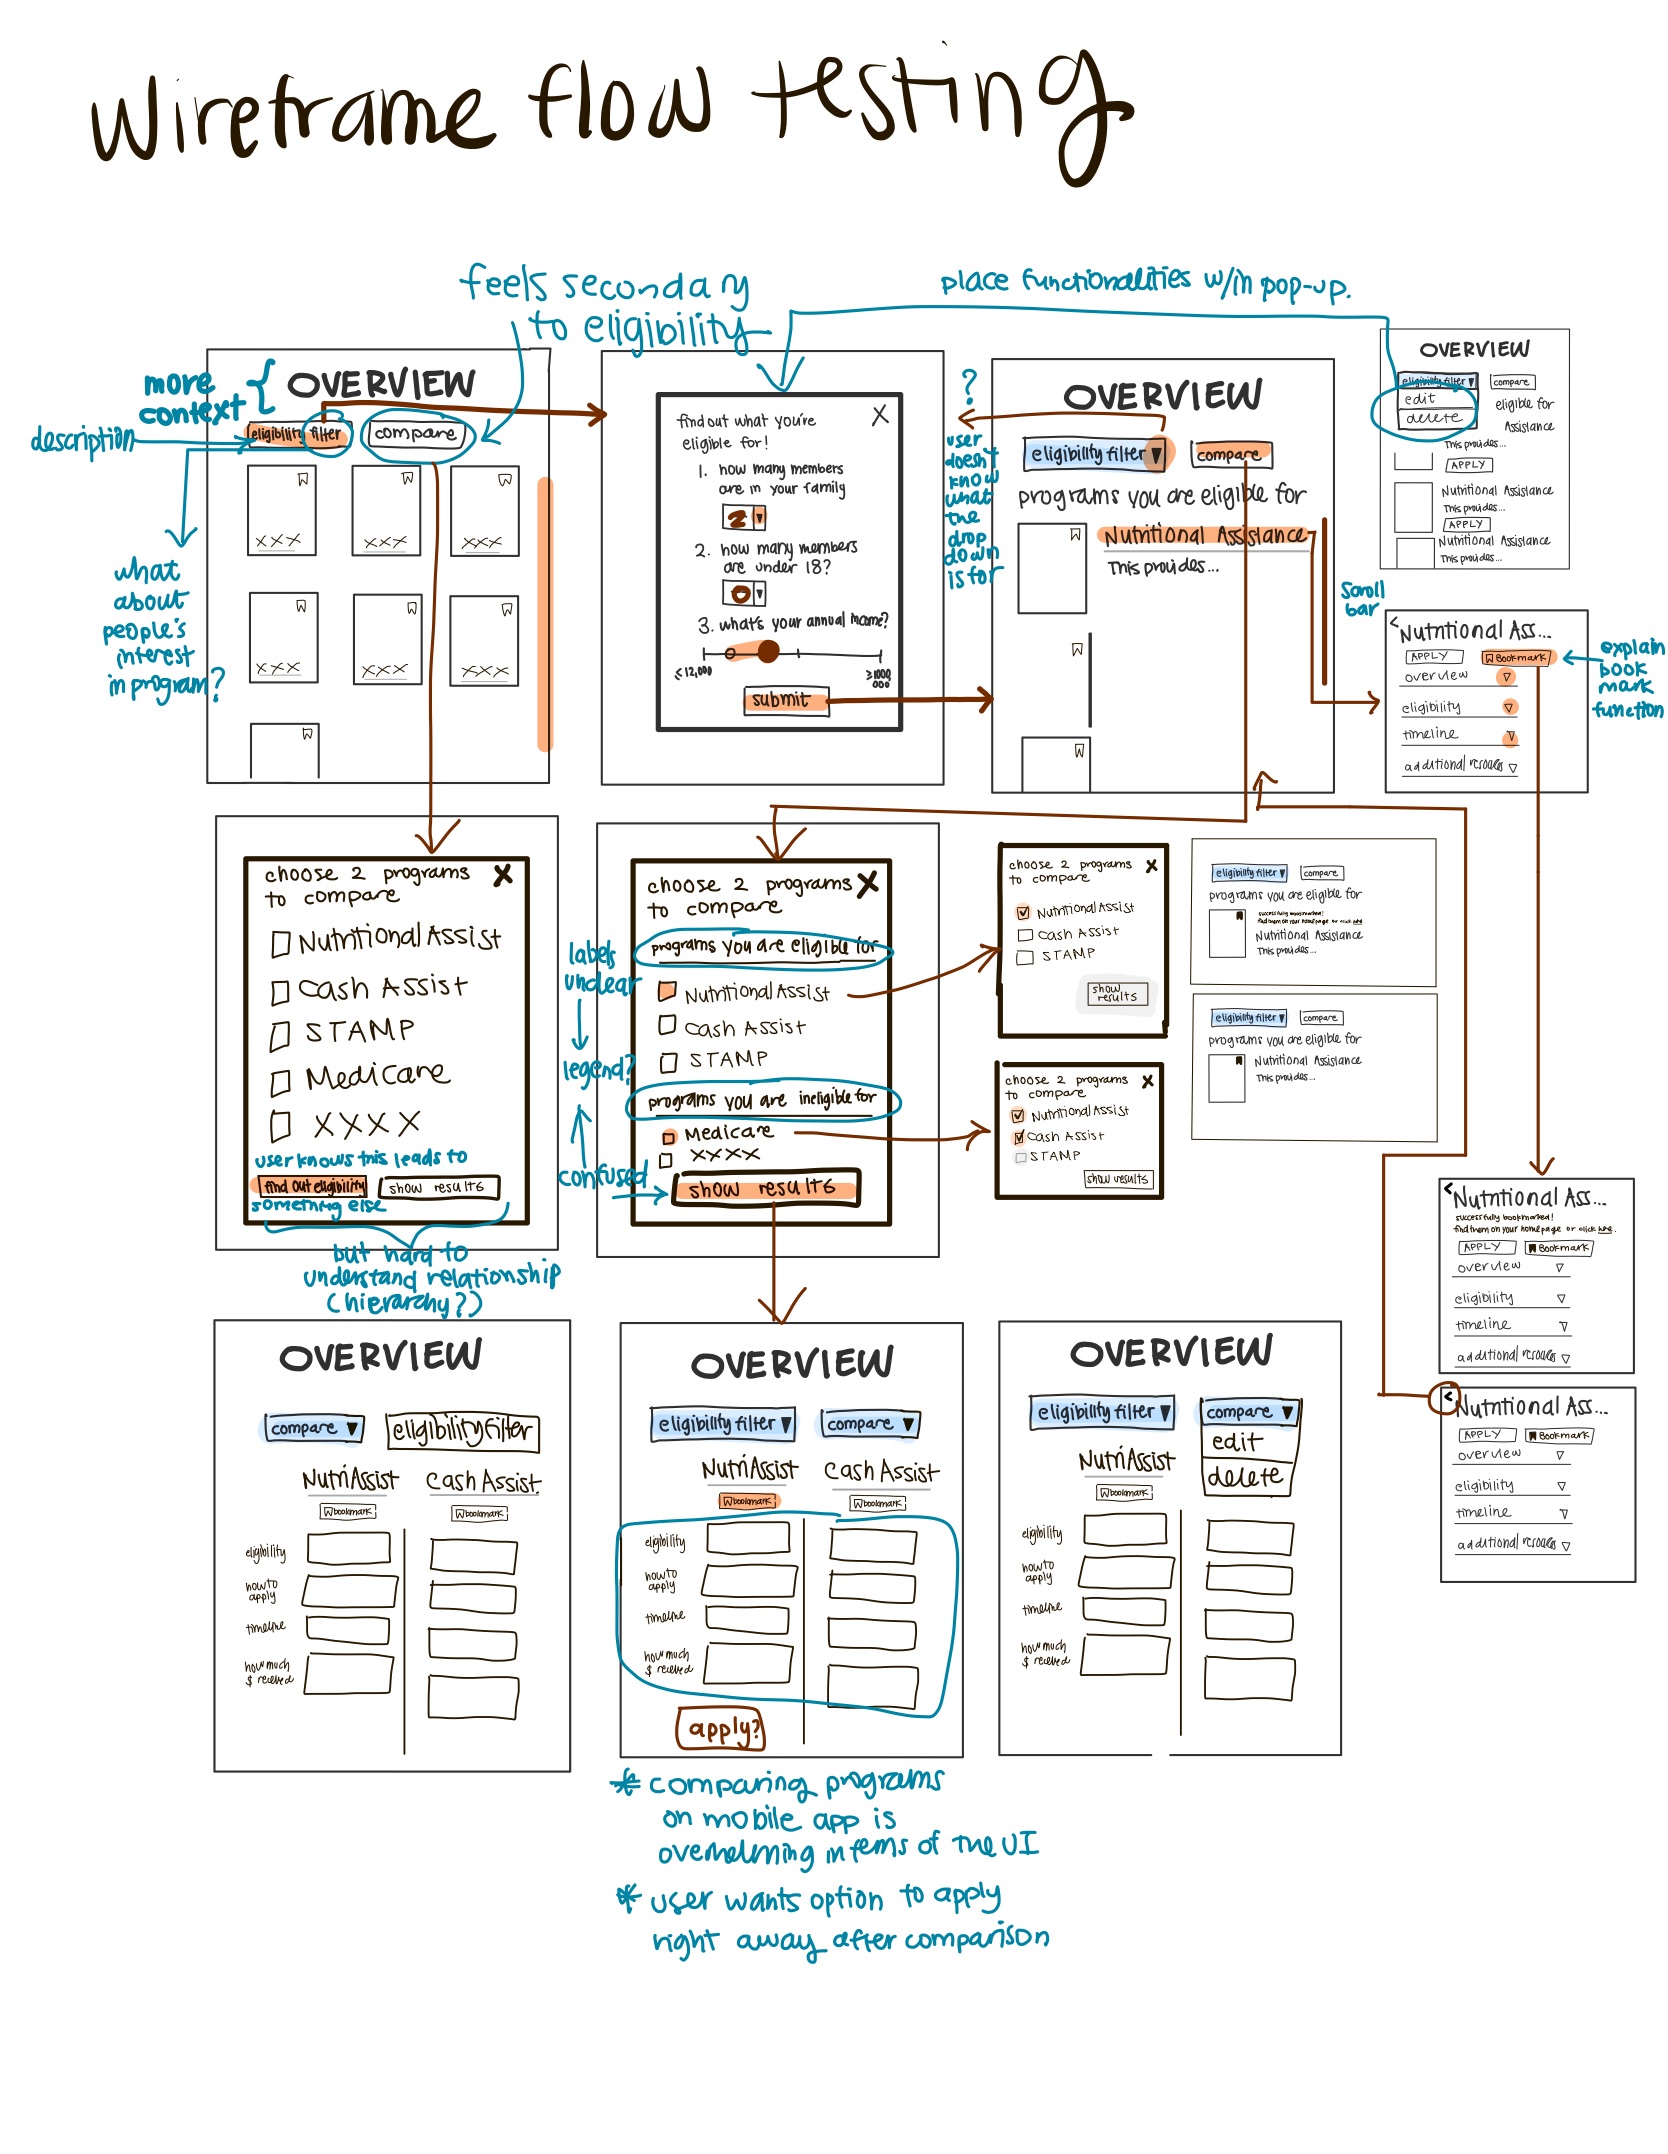 Wireframe flow testing
feels seconday
to eligibility
place functionalities w/in pop-up.
more
context
description
OVERVIEW
eligibility filter
compare
XXX
XXX
XXX
XXX
XXX
XXX
what
about
people's
interest
in program?
find out what you're
eligible for!
X
1. how many members
are in your family
2
2. how many members
are under 18?
0
3. what's your annual income?
≤12,000
≥1000
000
submit
?
user
doesn't
know
what
the
drop
down
is for
OVERVIEW
eligibility filter
compare
programs you are eligible for
Nutritional Assistance
This provides...
OVERVIEW
eligibility filter
compare
edit
delete
eligible for
Assistance
This provides...
APPLY
Nutritional Assistance
This provides...
APPLY
Nutritional Assistance
This provides...
scroll
bar
<
Nutritional Ass...
APPLY
Bookmark
overview
eligibility
timeline
additional resources
explain
book
mark
function
choose 2 programs
to compare
X
Nutritional Assist
Cash Assist
STAMP
Medicare
XXXX
user knows this leads to
find out eligibility
show results
something else
but hard to
understand relationship
(hierarchy?)
choose 2 programs
to compare
X
programs you are eligible for
Nutritional Assist
Cash Assist
STAMP
programs you are ineligible for
Medicare
XXXX
show results
labels
unclear
legend?
confused
choose 2 programs
to compare
X
Nutritional Assist
Cash Assist
STAMP
show
results
choose 2 programs
to compare
X
Nutritional Assist
Cash Assist
STAMP
show results
eligibility filter
compare
programs you are eligible for
successfully bookmarked!
find them on your homepage or click here
Nutritional Assistance
This provides...
eligibility filter
compare
programs you are eligible for
Nutritional Assistance
This provides...
<
Nutritional Ass...
successfully bookmarked!
find them on your homepage or click here.
APPLY
Bookmark
overview
eligibility
timeline
additional resources
<
Nutritional Ass...
APPLY
Bookmark
overview
eligibility
timeline
additional resources
OVERVIEW
compare
eligibility filter
NutriAssist
Cash Assist
bookmark
bookmark
eligibility
how to
apply
timeline
how much
$ received
OVERVIEW
eligibility filter
compare
NutriAssist
Cash Assist
bookmark
bookmark
eligibility
how to
apply
timeline
how much
$ received
apply?
OVERVIEW
eligibility filter
compare
edit
delete
NutriAssist
bookmark
eligibility
how to
apply
timeline
how much
$ received
* comparing programs
on mobile app is
overwhelming in terms of the UI
* user wants option to apply
right away after comparison